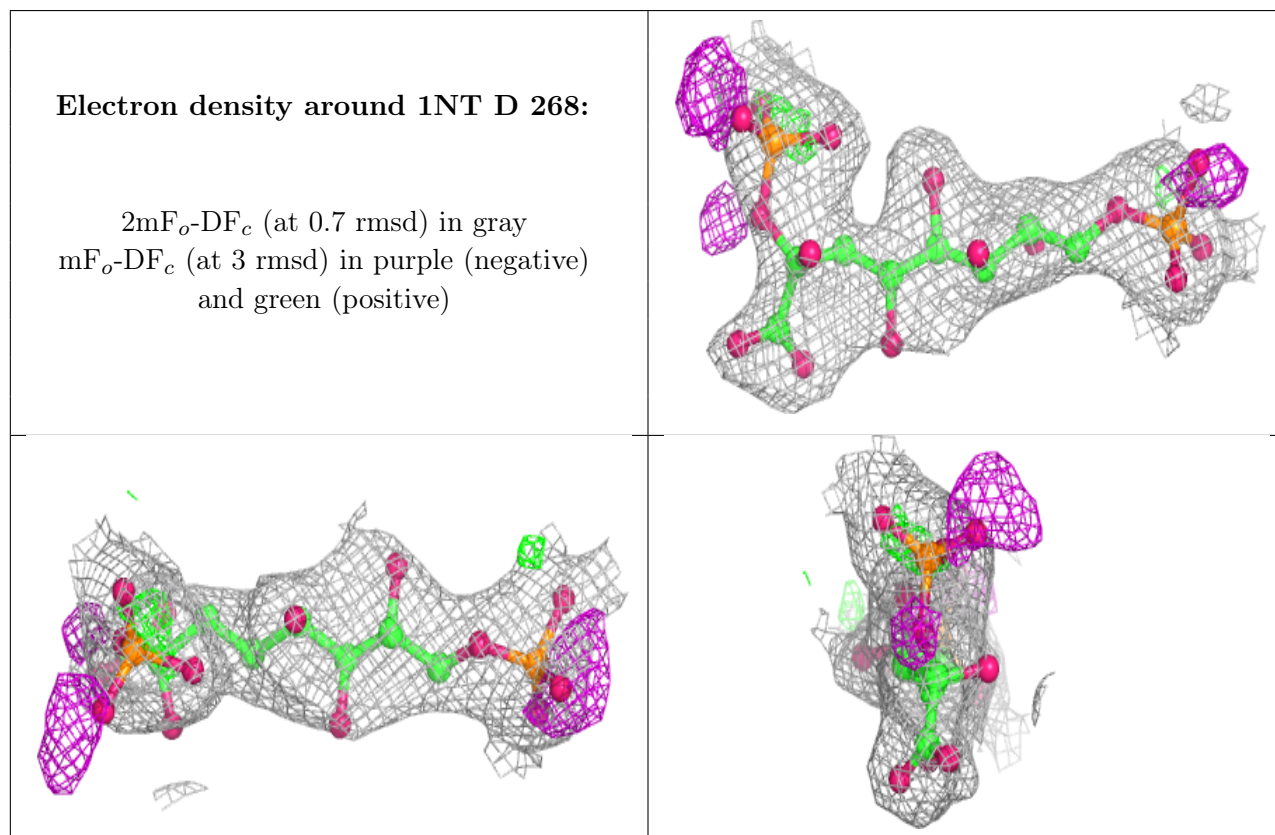 Electron density around 1NT D 268:
2mFo-DFc (at 0.7 rmsd) in gray
mFo-DFc (at 3 rmsd) in purple (negative)
and green (positive)